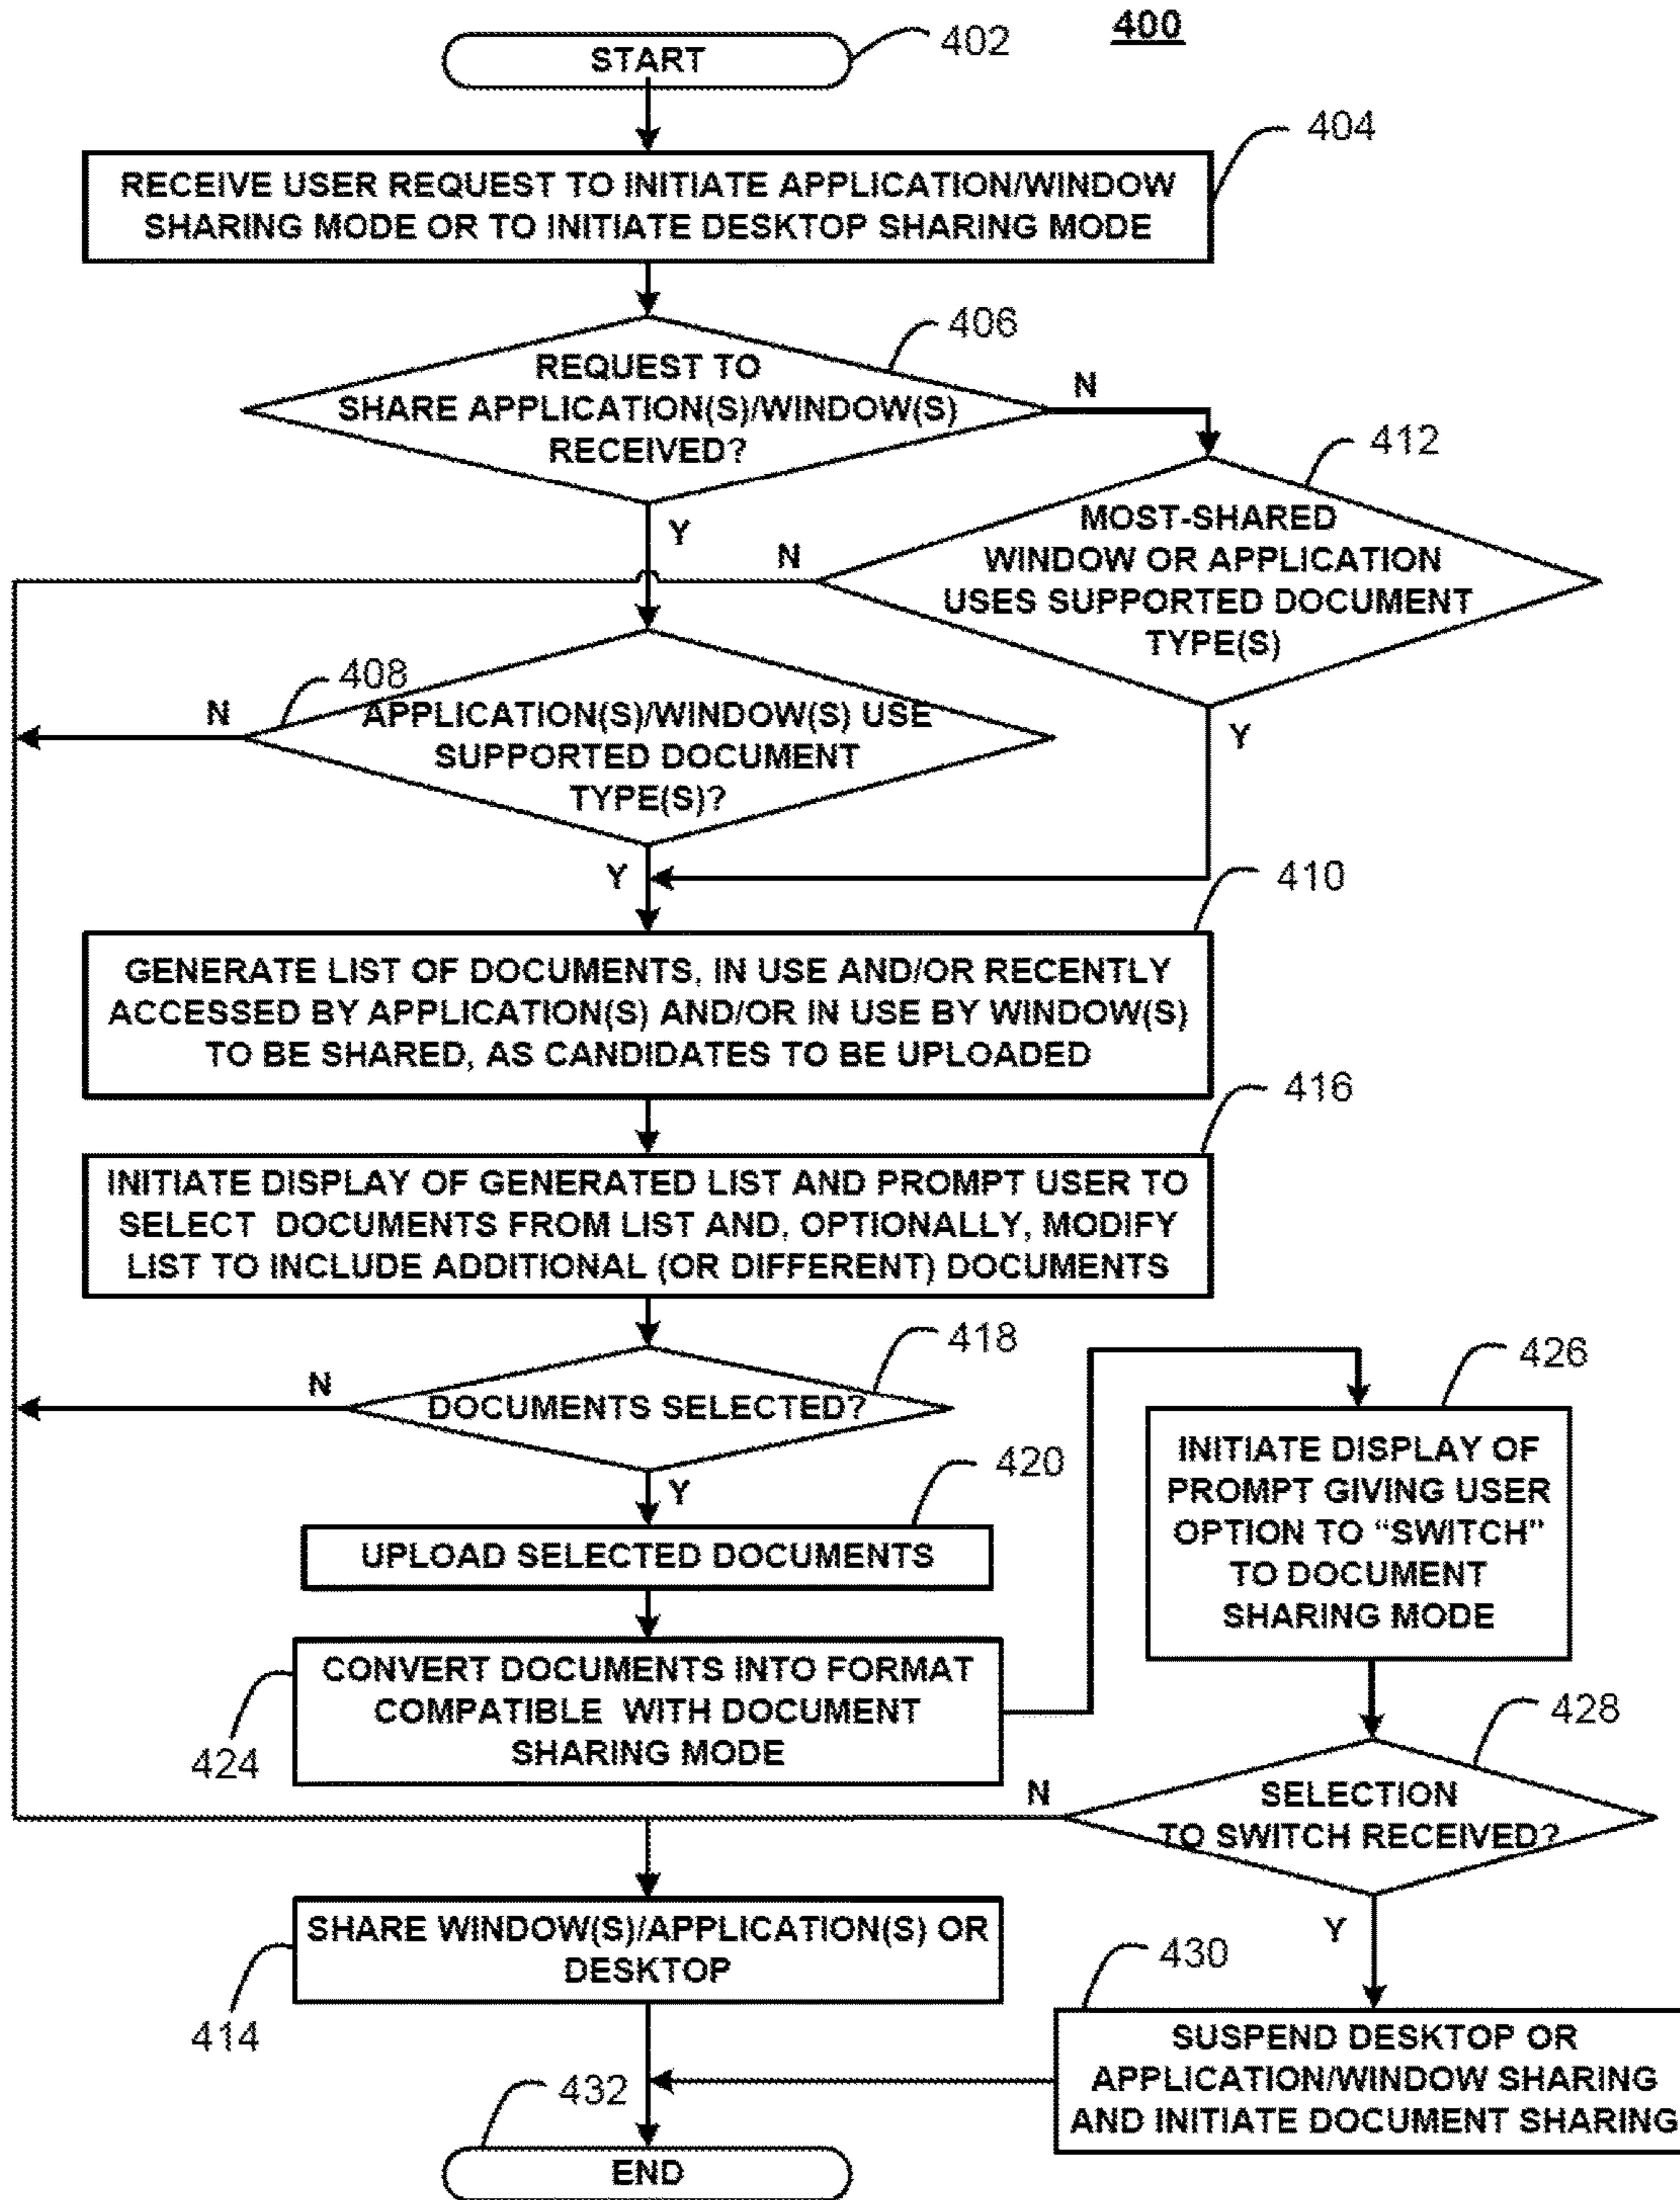 400
START
402
404
RECEIVE USER REQUEST TO INITIATE APPLICATION/WINDOW
SHARING MODE OR TO INITIATE DESKTOP SHARING MODE
406
REQUEST TO
SHARE APPLICATION(S)/WINDOW(S)
RECEIVED?
N
Y
412
MOST-SHARED
WINDOW OR APPLICATION
USES SUPPORTED DOCUMENT
TYPE(S)
N
Y
408
APPLICATION(S)/WINDOW(S) USE
SUPPORTED DOCUMENT
TYPE(S)?
N
Y
410
GENERATE LIST OF DOCUMENTS, IN USE AND/OR RECENTLY
ACCESSED BY APPLICATION(S) AND/OR IN USE BY WINDOW(S)
TO BE SHARED, AS CANDIDATES TO BE UPLOADED
416
INITIATE DISPLAY OF GENERATED LIST AND PROMPT USER TO
SELECT DOCUMENTS FROM LIST AND, OPTIONALLY, MODIFY
LIST TO INCLUDE ADDITIONAL (OR DIFFERENT) DOCUMENTS
418
DOCUMENTS SELECTED?
N
Y
420
UPLOAD SELECTED DOCUMENTS
CONVERT DOCUMENTS INTO FORMAT
COMPATIBLE WITH DOCUMENT
SHARING MODE
424
426
INITIATE DISPLAY OF
PROMPT GIVING USER
OPTION TO “SWITCH”
TO DOCUMENT
SHARING MODE
428
SELECTION
TO SWITCH RECEIVED?
N
Y
SHARE WINDOW(S)/APPLICATION(S) OR
DESKTOP
414
430
SUSPEND DESKTOP OR
APPLICATION/WINDOW SHARING
AND INITIATE DOCUMENT SHARING
432
END